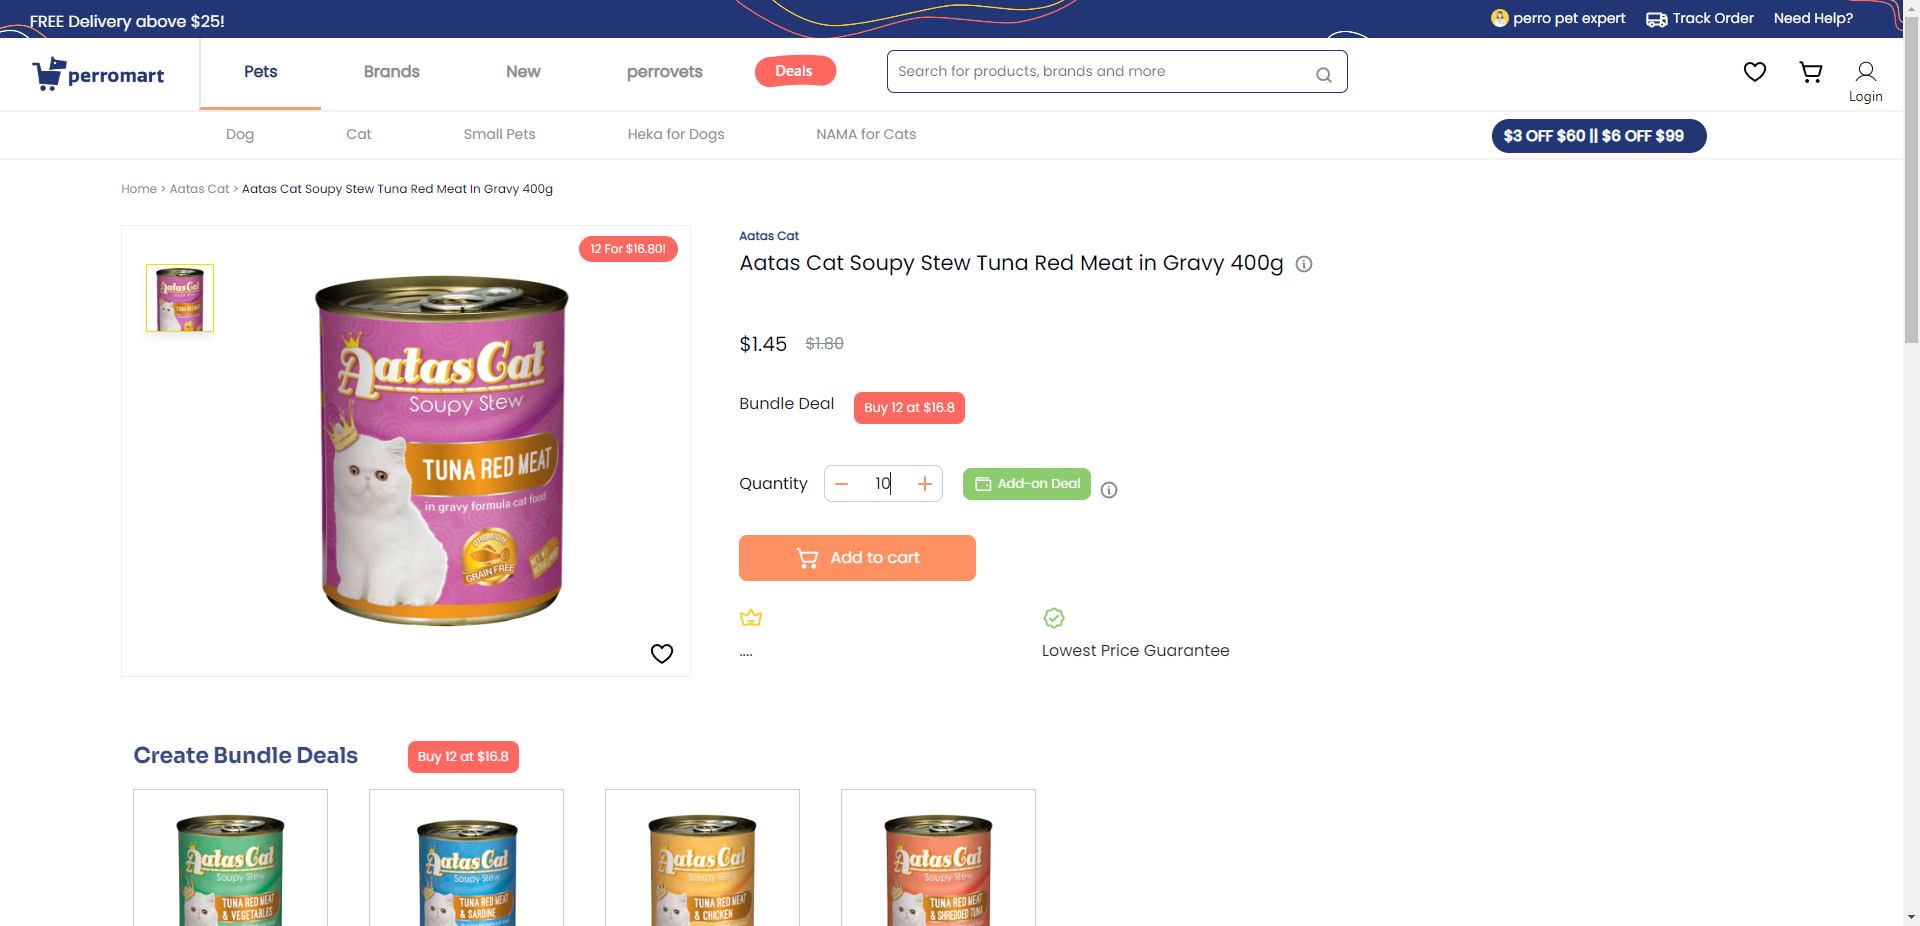 FREE Delivery above $25!
perro pet expert
Track Order
Need Help?
perromart
Pets
Brands
New
perrovets
Deals
Search for products, brands and more
Login
Dog
Cat
Small Pets
Heka for Dogs
NAMA for Cats
$3 OFF $60 || $6 OFF $99
Home > Aatas Cat > Aatas Cat Soupy Stew Tuna Red Meat In Gravy 400g
12 For $16.80!
Aatas Cat
Soupy Stew
TUNA RED MEAT
in gravy formula cat food
PREMIUM
GRAIN FREE
Aatas Cat
Aatas Cat Soupy Stew Tuna Red Meat in Gravy 400g
$1.45
$1.80
Bundle Deal
Buy 12 at $16.8
Quantity
10
Add-on Deal
Add to cart
....
Lowest Price Guarantee
Create Bundle Deals
Buy 12 at $16.8
Aatas Cat
Soupy Stew
TUNA RED MEAT
& VEGETABLES
Aatas Cat
Soupy Stew
TUNA RED MEAT
& SARDINE
Aatas Cat
Soupy Stew
TUNA RED MEAT
& CHICKEN
Aatas Cat
Soupy Stew
TUNA RED MEAT
& SHREDDED TUNA